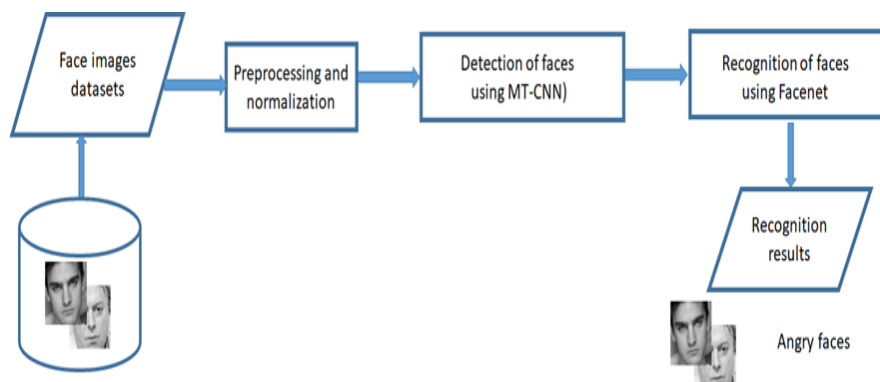 Face images
datasets
Preprocessing and
normalization
Detection of faces
using MT-CNN)
Recognition of faces
using Facenet
Recognition
results
Angry faces